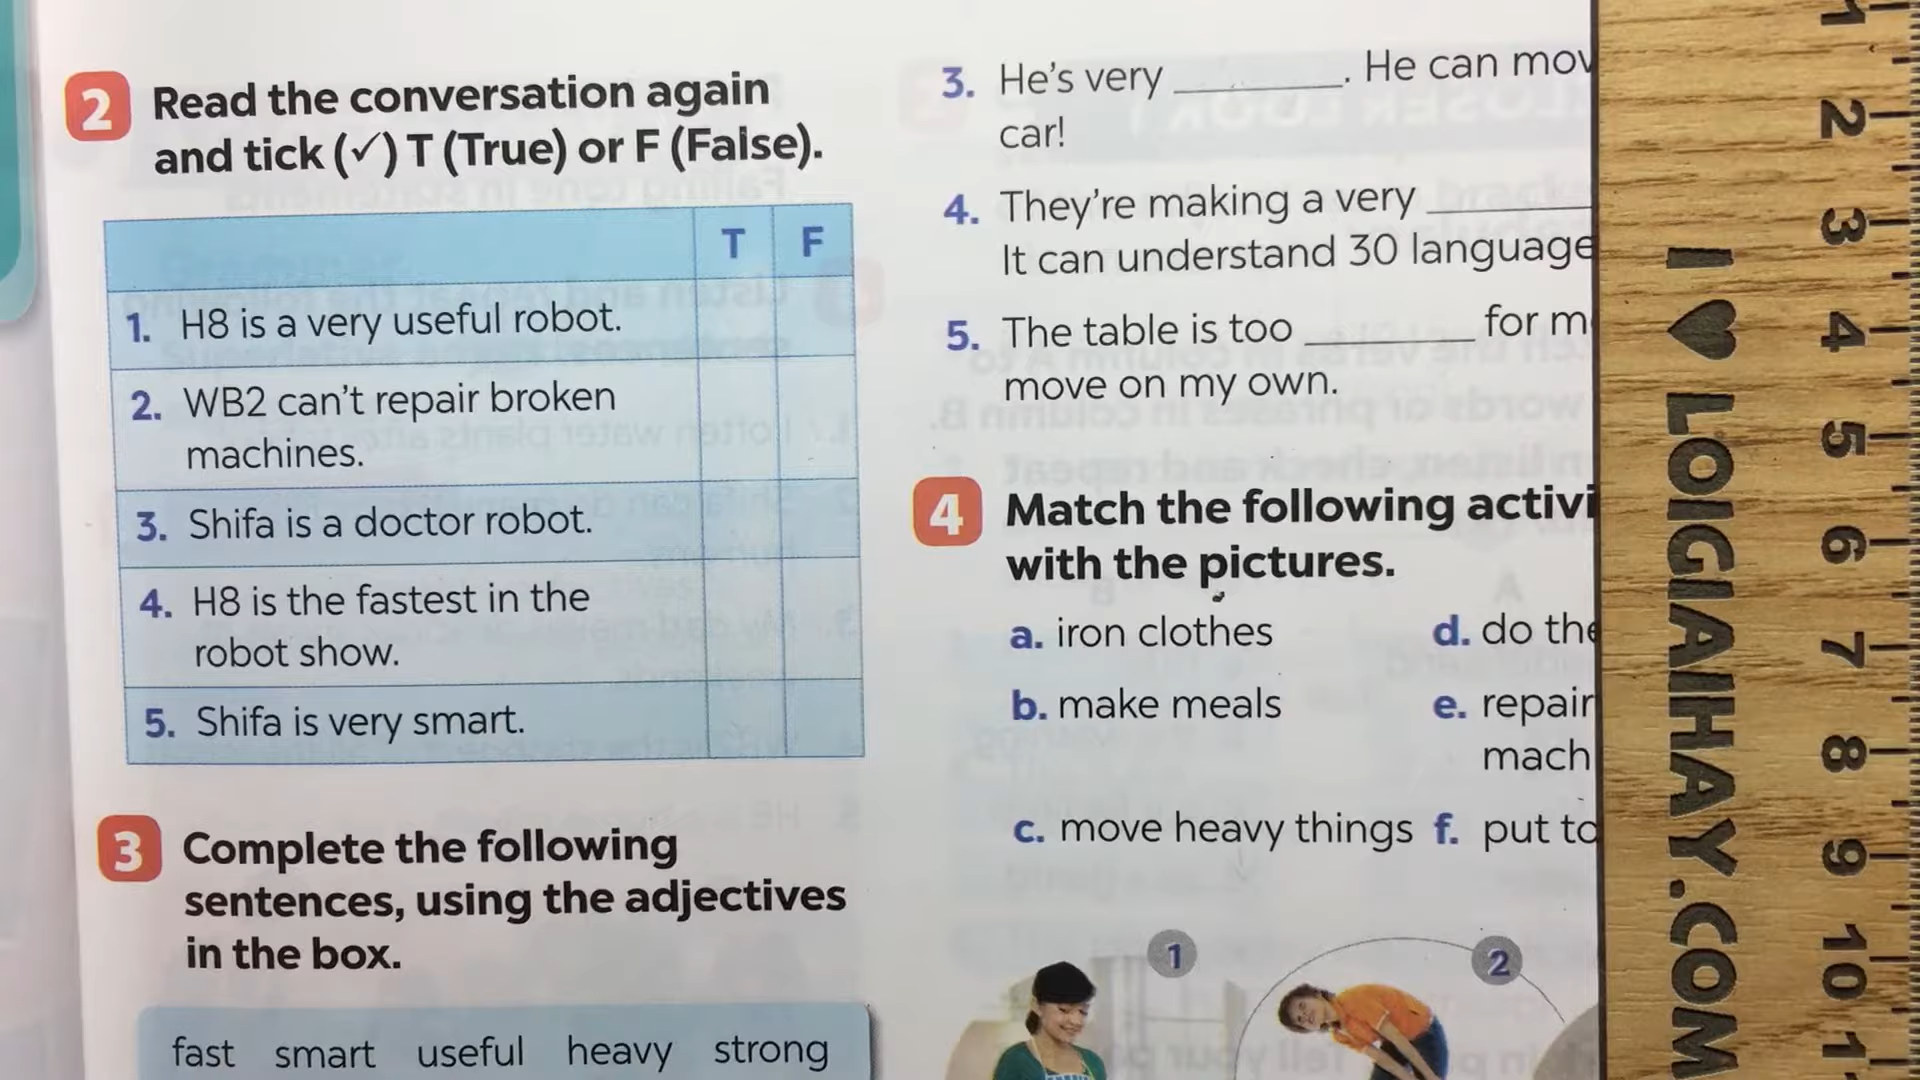 2 Read the conversation again
and tick (✓) T (True) or F (False).
T F
1. H8 is a very useful robot.
2. WB2 can't repair broken
machines.
3. Shifa is a doctor robot.
4. H8 is the fastest in the
robot show.
5. Shifa is very smart.
3 Complete the following
sentences, using the adjectives
in the box.
fast smart useful heavy strong
3. He's very ________. He can mov
car!
4. They're making a very ________
It can understand 30 language
5. The table is too ________ for m
move on my own.
4 Match the following activi
with the pictures.
a. iron clothes
d. do the
b. make meals
e. repair
mach
c. move heavy things
f. put to
1
2
I ♥ LOIGIAIHAY.COM
1 2 3 4 5 6 7 8 9 10 11